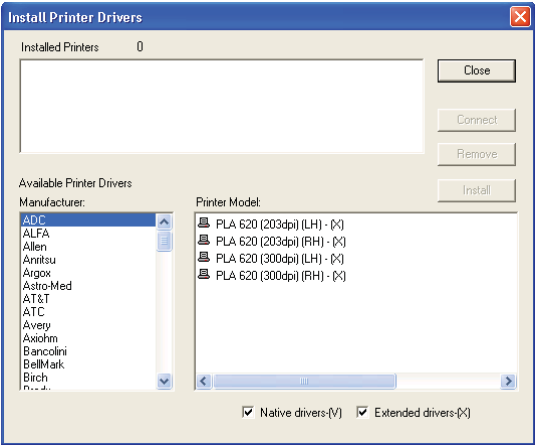 Install Printer Drivers
Installed Printers 0
Close
Connect
Remove
Install
Available Printer Drivers
Manufacturer:
ADC
ALFA
Allen
Anritsu
Argox
Astro-Med
AT&T
ATC
Avery
Axiohm
Bancolini
BellMark
Birch
Printer Model:
PLA 620 (203dpi) (LH) - (X)
PLA 620 (203dpi) (RH) - (X)
PLA 620 (300dpi) (LH) - (X)
PLA 620 (300dpi) (RH) - (X)
Native drivers-(V) Extended drivers-(X)